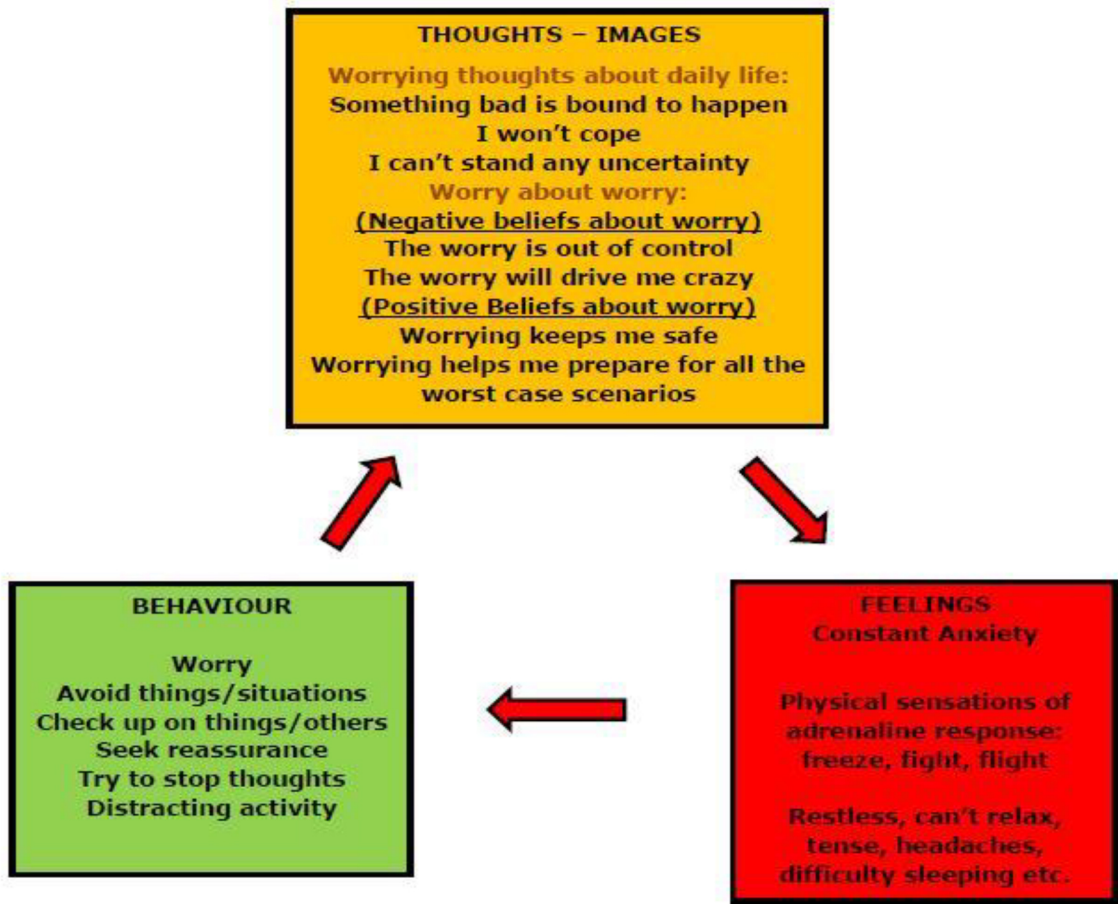 THOUGHTS – IMAGES
Worrying thoughts about daily life:
Something bad is bound to happen
I won't cope
I can't stand any uncertainty
Worry about worry:
(Negative beliefs about worry)
The worry is out of control
The worry will drive me crazy
(Positive Beliefs about worry)
Worrying keeps me safe
Worrying helps me prepare for all the
worst case scenarios
BEHAVIOUR
Worry
Avoid things/situations
Check up on things/others
Seek reassurance
Try to stop thoughts
Distracting activity
FEELINGS
Constant Anxiety
Physical sensations of
adrenaline response:
freeze, fight, flight
Restless, can't relax,
tense, headaches,
difficulty sleeping etc.